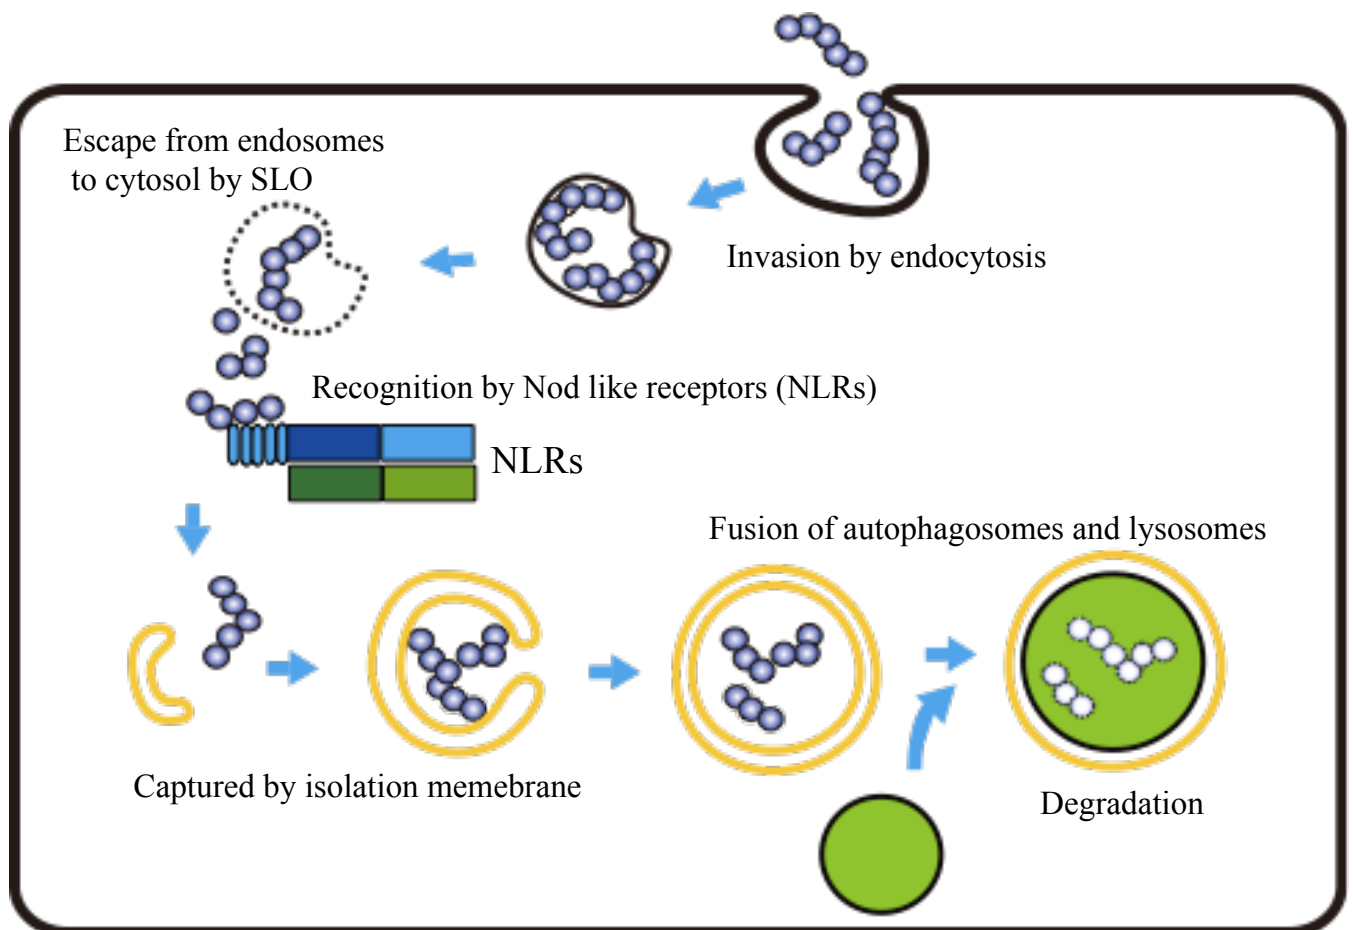 Escape from endosomes
to cytosol by SLO
Invasion by endocytosis
Recognition by Nod like receptors (NLRs)
NLRs
Fusion of autophagosomes and lysosomes
Captured by isolation memebrane
Degradation